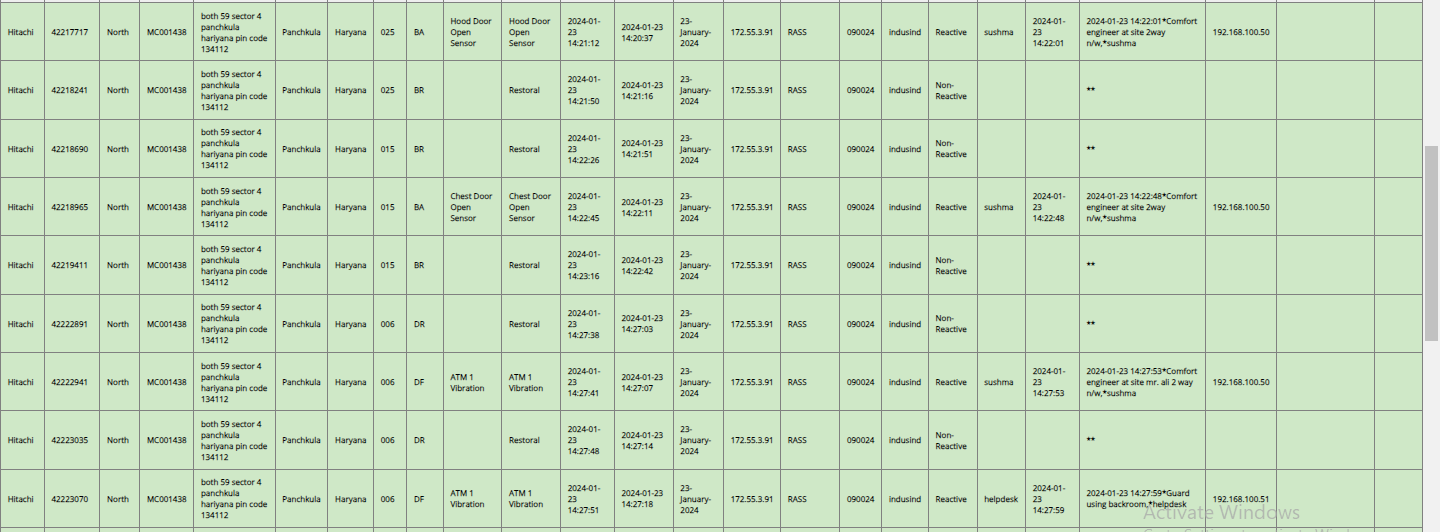 Hitachi 42217717 North MC001438 both 59 sector 4 panchkula hariyana pin code 134112 Panchkula Haryana 025 BA Hood Door Open Sensor Hood Door Open Sensor 2024-01-23 14:21:12 2024-01-23 14:20:37 23-January-2024 172.55.3.91 RASS 090024 indusind Reactive sushma 2024-01-23 14:22:01 2024-01-23 14:22:01*Comfort engineer at site 2way n/w,*sushma 192.168.100.50
Hitachi 42218241 North MC001438 both 59 sector 4 panchkula hariyana pin code 134112 Panchkula Haryana 025 BR Restoral 2024-01-23 14:21:50 2024-01-23 14:21:16 23-January-2024 172.55.3.91 RASS 090024 indusind Non-Reactive **
Hitachi 42218690 North MC001438 both 59 sector 4 panchkula hariyana pin code 134112 Panchkula Haryana 015 BR Restoral 2024-01-23 14:22:26 2024-01-23 14:21:51 23-January-2024 172.55.3.91 RASS 090024 indusind Non-Reactive **
Hitachi 42218965 North MC001438 both 59 sector 4 panchkula hariyana pin code 134112 Panchkula Haryana 015 BA Chest Door Open Sensor Chest Door Open Sensor 2024-01-23 14:22:45 2024-01-23 14:22:11 23-January-2024 172.55.3.91 RASS 090024 indusind Reactive sushma 2024-01-23 14:22:48 2024-01-23 14:22:48*Comfort engineer at site 2way n/w,*sushma 192.168.100.50
Hitachi 42219411 North MC001438 both 59 sector 4 panchkula hariyana pin code 134112 Panchkula Haryana 015 BR Restoral 2024-01-23 14:23:16 2024-01-23 14:22:42 23-January-2024 172.55.3.91 RASS 090024 indusind Non-Reactive **
Hitachi 42222891 North MC001438 both 59 sector 4 panchkula hariyana pin code 134112 Panchkula Haryana 006 DR Restoral 2024-01-23 14:27:38 2024-01-23 14:27:03 23-January-2024 172.55.3.91 RASS 090024 indusind Non-Reactive **
Hitachi 42222941 North MC001438 both 59 sector 4 panchkula hariyana pin code 134112 Panchkula Haryana 006 DF ATM 1 Vibration ATM 1 Vibration 2024-01-23 14:27:41 2024-01-23 14:27:07 23-January-2024 172.55.3.91 RASS 090024 indusind Reactive sushma 2024-01-23 14:27:53 2024-01-23 14:27:53*Comfort engineer at site mr. ali 2 way n/w,*sushma 192.168.100.50
Hitachi 42223035 North MC001438 both 59 sector 4 panchkula hariyana pin code 134112 Panchkula Haryana 006 DR Restoral 2024-01-23 14:27:48 2024-01-23 14:27:14 23-January-2024 172.55.3.91 RASS 090024 indusind Non-Reactive **
Hitachi 42223070 North MC001438 both 59 sector 4 panchkula hariyana pin code 134112 Panchkula Haryana 006 DF ATM 1 Vibration ATM 1 Vibration 2024-01-23 14:27:51 2024-01-23 14:27:18 23-January-2024 172.55.3.91 RASS 090024 indusind Reactive helpdesk 2024-01-23 14:27:59 2024-01-23 14:27:59*Guard using backroom,*helpdesk 192.168.100.51
Activate Windows